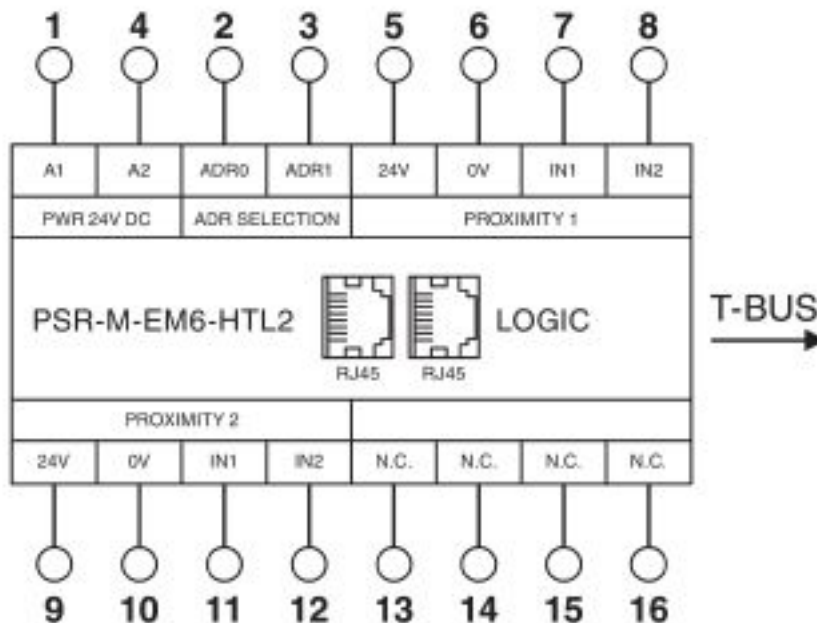 1 4 2 3 5 6 7 8
A1 A2 ADR0 ADR1 24V 0V IN1 IN2
PWR 24V DC ADR SELECTION PROXIMITY 1
PSR-M-EM6-HTL2 LOGIC T-BUS
RJ45 RJ45
PROXIMITY 2
24V 0V IN1 IN2 N.C. N.C. N.C. N.C.
9 10 11 12 13 14 15 16